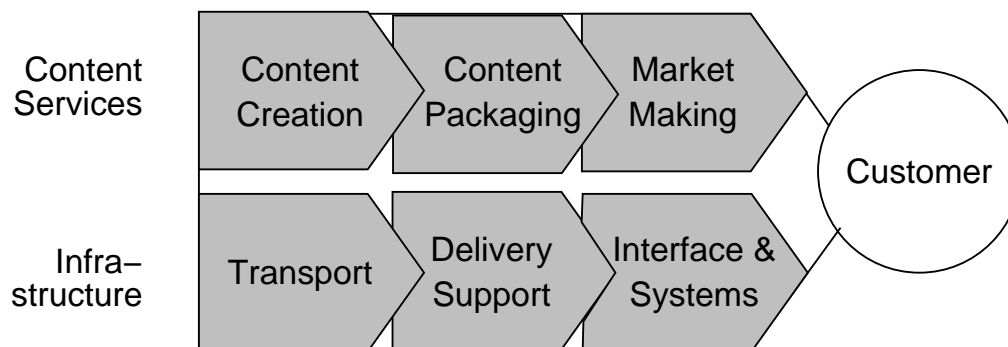 Content
Services
Content
Creation
Content
Packaging
Market
Making
Customer
Infra–
structure
Transport
Delivery
Support
Interface &
Systems